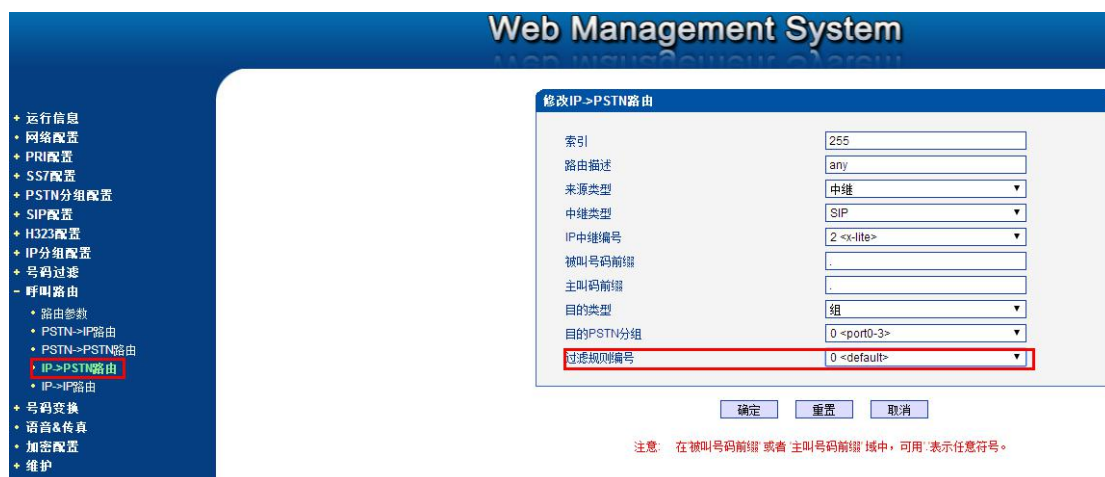 Web Management System
+ 运行信息
• 网络配置
+ PRI配置
+ SS7配置
+ PSTN分组配置
+ SIP配置
+ H323配置
+ IP分组配置
+ 号码过滤
- 呼叫路由
• 路由参数
• PSTN->IP路由
• PSTN->PSTN路由
• IP->PSTN路由
• IP->IP路由
+ 号码变换
• 语音&传真
• 加密配置
+ 维护
修改IP->PSTN路由
索引 255
路由描述 any
来源类型 中继
中继类型 SIP
IP中继编号 2 <x-lite>
被叫号码前缀 .
主叫码前缀 .
目的类型 组
目的PSTN分组 0 <port0-3>
过滤规则编号 0 <default>
确定 重置 取消
注意: 在'被叫号码前缀'或者'主叫号码前缀'域中，可用'.'表示任意符号。